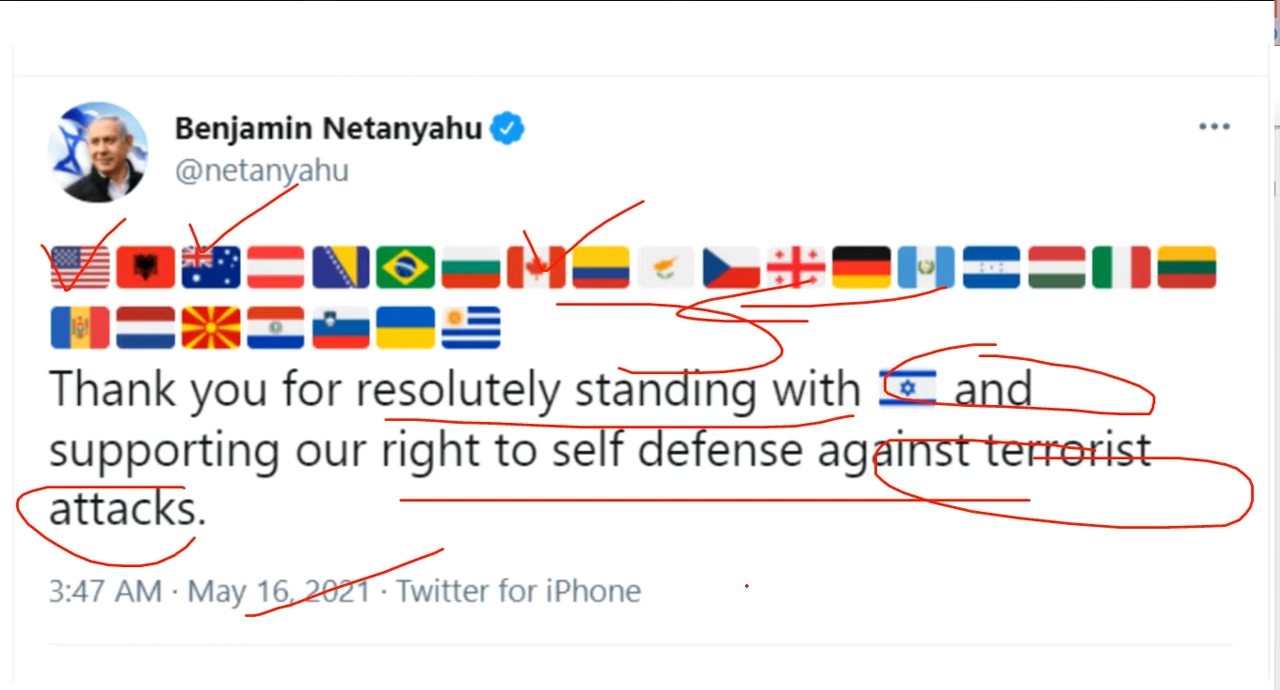 Benjamin Netanyahu
@netanyahu
Thank you for resolutely standing with 🇮🇱 and
supporting our right to self defense against terrorist
attacks.
3:47 AM · May 16, 2021 · Twitter for iPhone